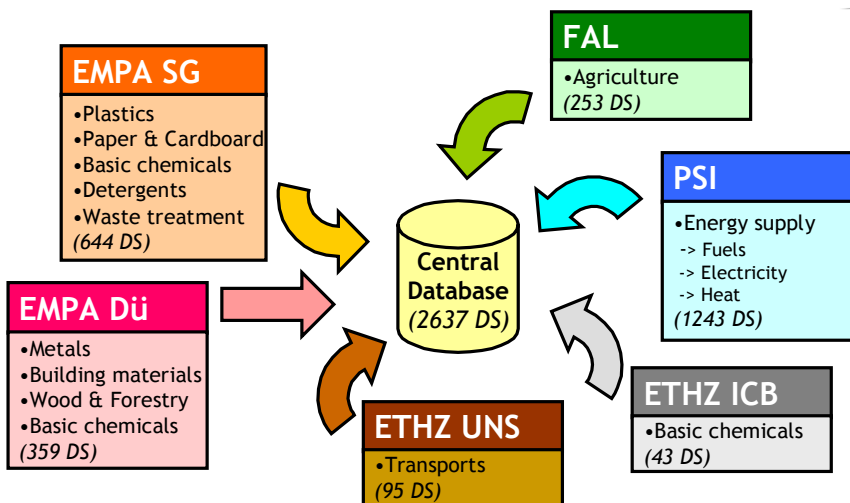 EMPA SG
•Plastics
•Paper & Cardboard
•Basic chemicals
•Detergents
•Waste treatment
(644 DS)
FAL
•Agriculture
(253 DS)
PSI
•Energy supply
-> Fuels
-> Electricity
-> Heat
(1243 DS)
Central
Database
(2637 DS)
EMPA Dü
•Metals
•Building materials
•Wood & Forestry
•Basic chemicals
(359 DS)
ETHZ UNS
•Transports
(95 DS)
ETHZ ICB
•Basic chemicals
(43 DS)